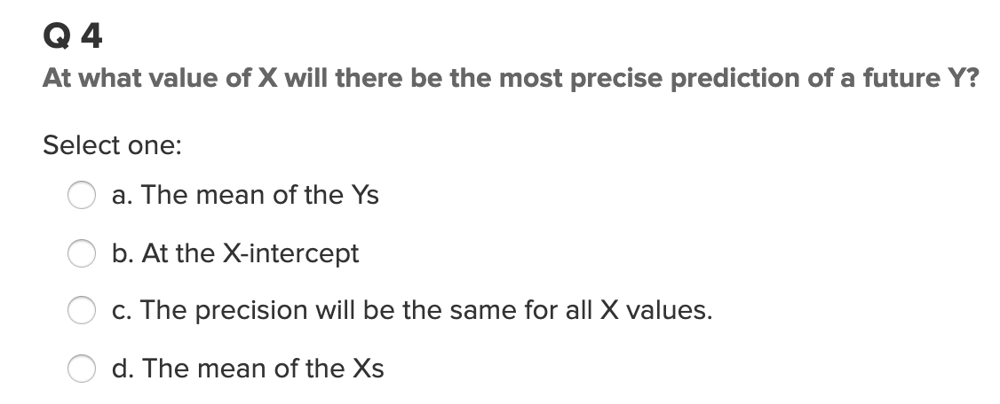 Q 4
At what value of X will there be the most precise prediction of a future Y?
Select one:
a. The mean of the Ys
b. At the X-intercept
c. The precision will be the same for all X values.
d. The mean of the Xs